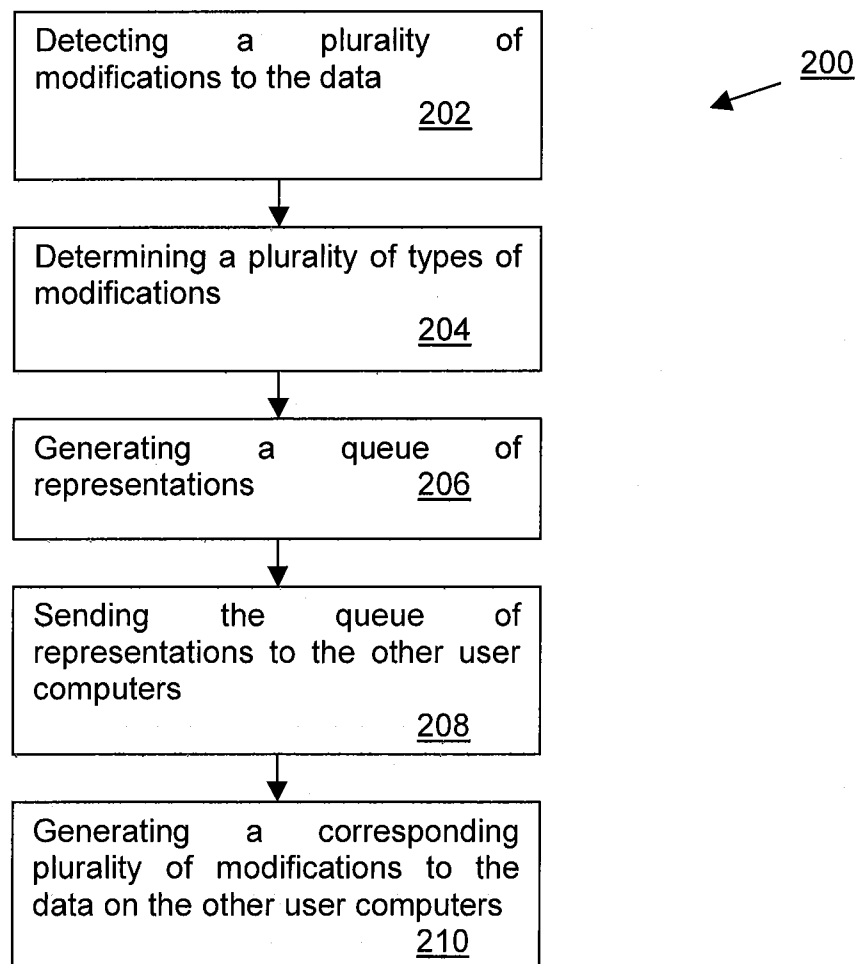 Detecting a plurality of
modifications to the data
202
200
Determining a plurality of types of
modifications
204
Generating a queue of
representations 206
Sending the queue of
representations to the other user
computers
208
Generating a corresponding
plurality of modifications to the
data on the other user computers
210